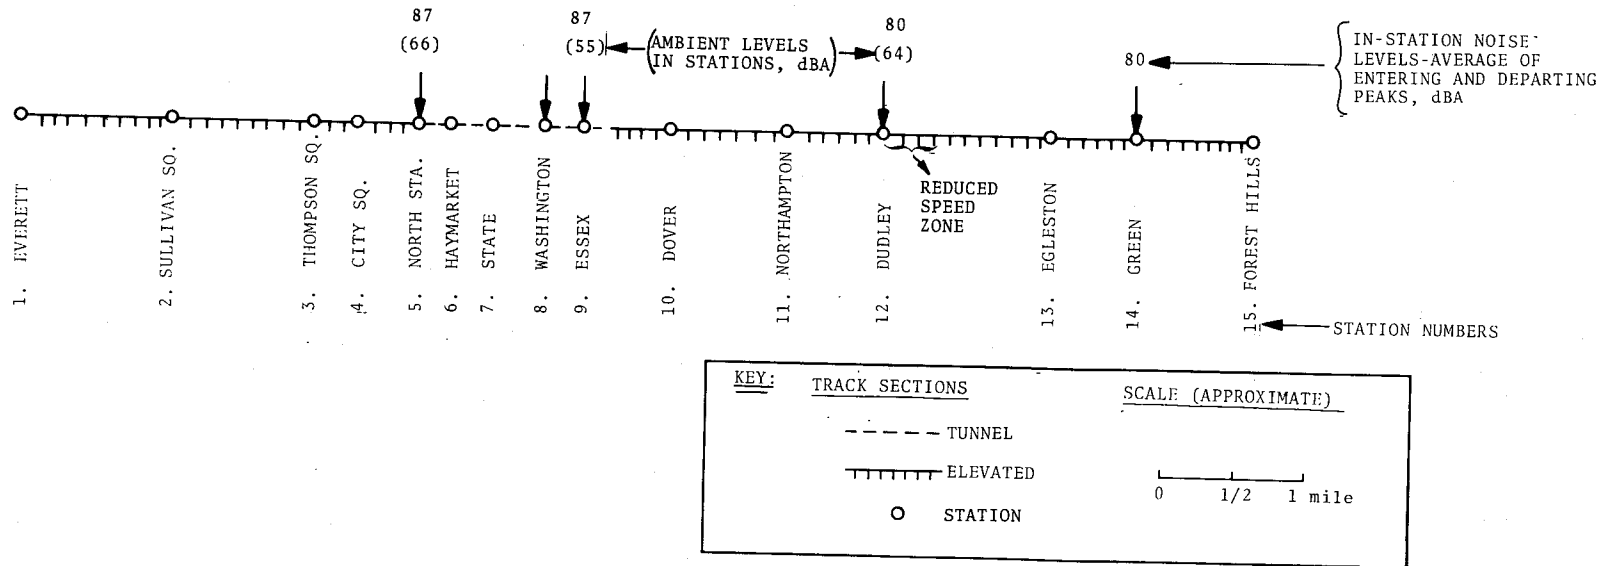 87
(66)
87
(55)
(AMBIENT LEVELS
IN STATIONS, dBA)
80
(64)
80
IN-STATION NOISE
LEVELS-AVERAGE OF
ENTERING AND DEPARTING
PEAKS, dBA
1. EVERETT
2. SULLIVAN SQ.
3. THOMPSON SQ.
4. CITY SQ.
5. NORTH STA.
6. HAYMARKET
7. STATE
8. WASHINGTON
9. ESSEX
10. DOVER
11. NORTHAMPTON
12. DUDLEY
REDUCED
SPEED
ZONE
13. EGLESTON
14. GREEN
15. FOREST HILLS
STATION NUMBERS
KEY:
TRACK SECTIONS
TUNNEL
ELEVATED
STATION
SCALE (APPROXIMATE)
0 1/2 1 mile